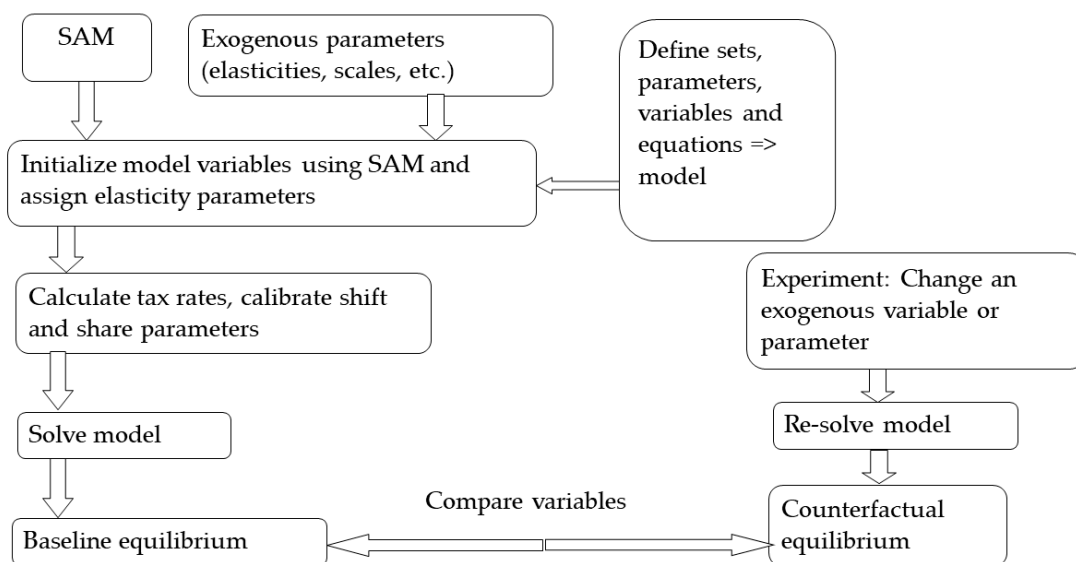 SAM
Exogenous parameters
(elasticities, scales, etc.)
Define sets,
parameters,
variables and
equations =>
model
Initialize model variables using SAM and
assign elasticity parameters
Calculate tax rates, calibrate shift
and share parameters
Experiment: Change an
exogenous variable or
parameter
Solve model
Re-solve model
Compare variables
Baseline equilibrium
Counterfactual
equilibrium